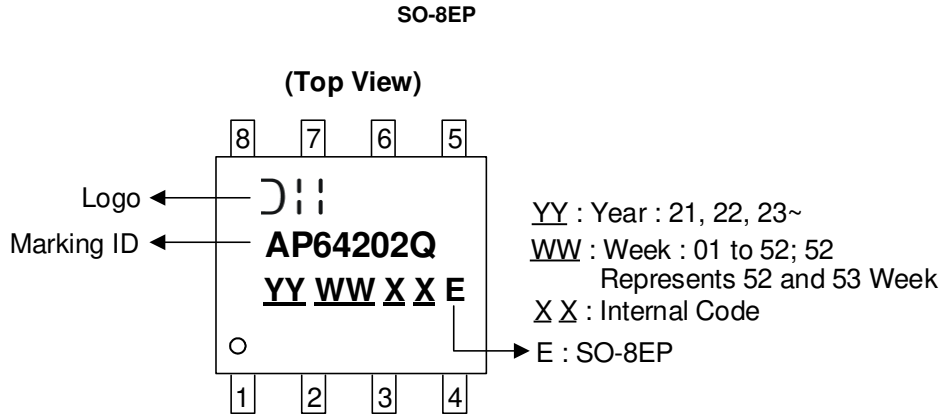 SO-8EP
(Top View)
8 7 6 5
Logo
Marking ID
AP64202Q
YY WW X X E
YY : Year : 21, 22, 23~
WW : Week : 01 to 52; 52
Represents 52 and 53 Week
X X : Internal Code
E : SO-8EP
1 2 3 4